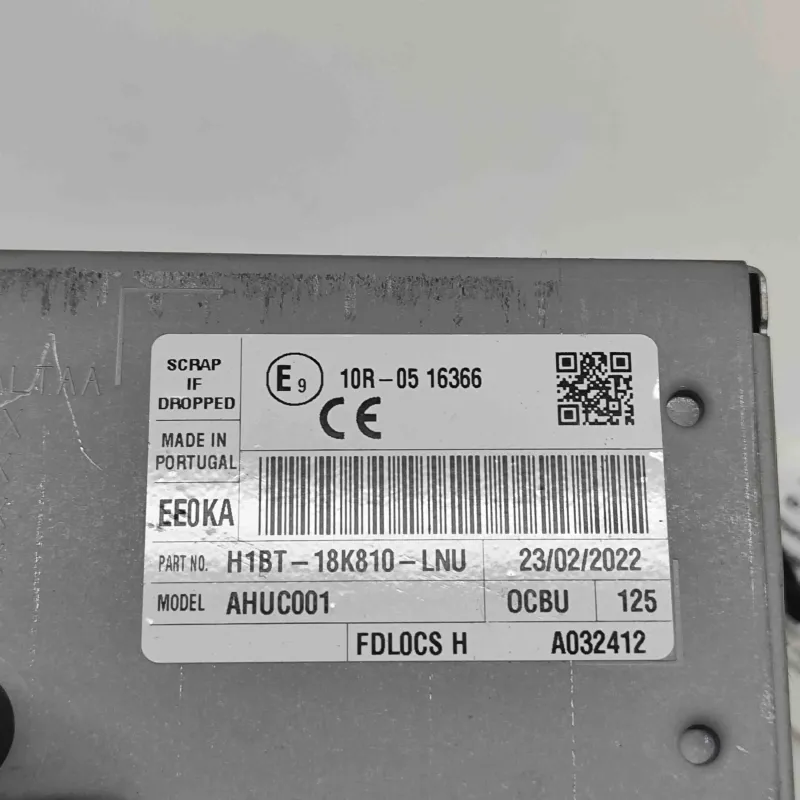 SCRAP
IF
DROPPED
E9 10R-05 16366
CE
MADE IN
PORTUGAL
EE0KA
PART NO. H1BT-18K810-LNU 23/02/2022
MODEL AHUC001 OCBU 125
FDL0CS H A032412